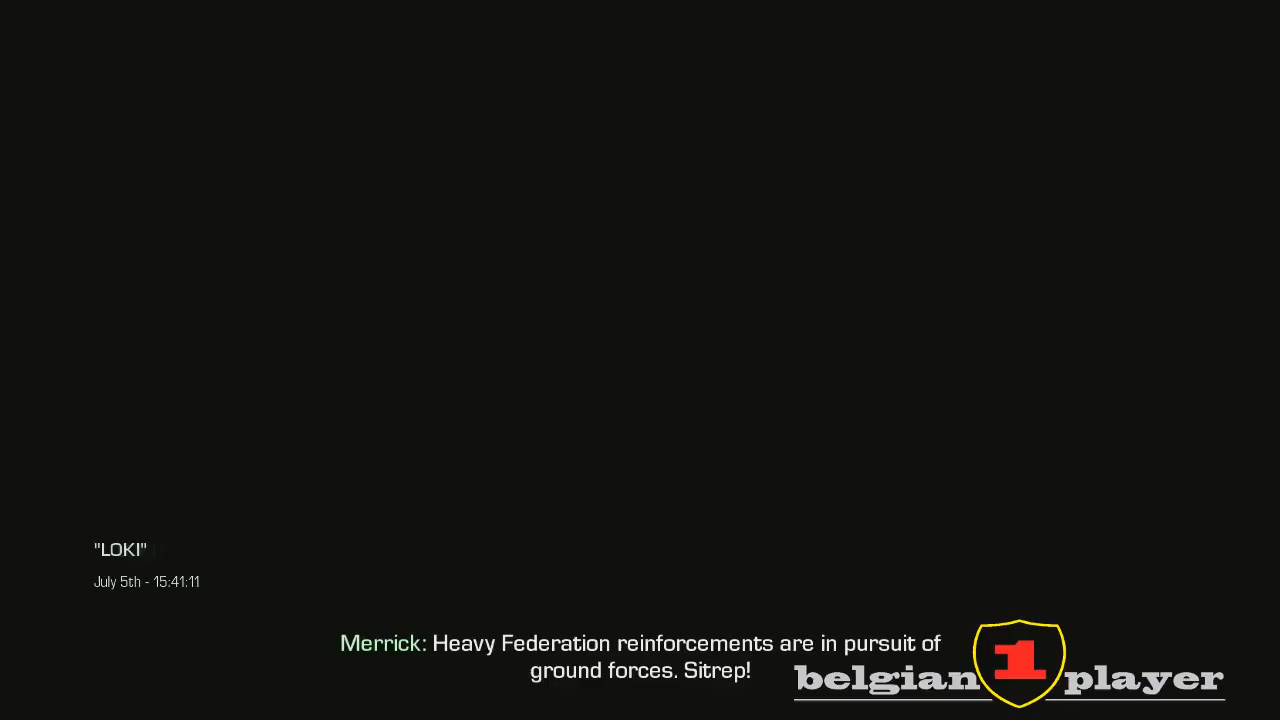 "LOKI"
July 5th - 15:41:11
Merrick: Heavy Federation reinforcements are in pursuit of
ground forces. Sitrep!
belgian 1 player